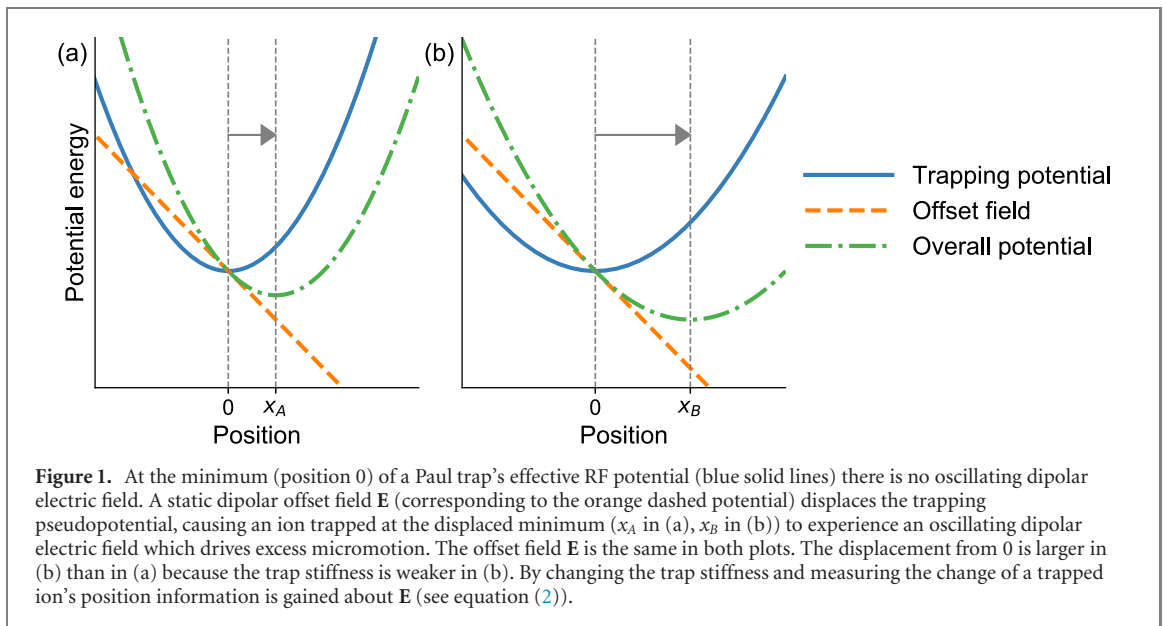 (a)
(b)
Potential energy
0
x_A
Position
0
x_B
Position
Trapping potential
Offset field
Overall potential
Figure 1. At the minimum (position 0) of a Paul trap's effective RF potential (blue solid lines) there is no oscillating dipolar
electric field. A static dipolar offset field E (corresponding to the orange dashed potential) displaces the trapping
pseudopotential, causing an ion trapped at the displaced minimum (x_A in (a), x_B in (b)) to experience an oscillating dipolar
electric field which drives excess micromotion. The offset field E is the same in both plots. The displacement from 0 is larger in
(b) than in (a) because the trap stiffness is weaker in (b). By changing the trap stiffness and measuring the change of a trapped
ion's position information is gained about E (see equation (2)).